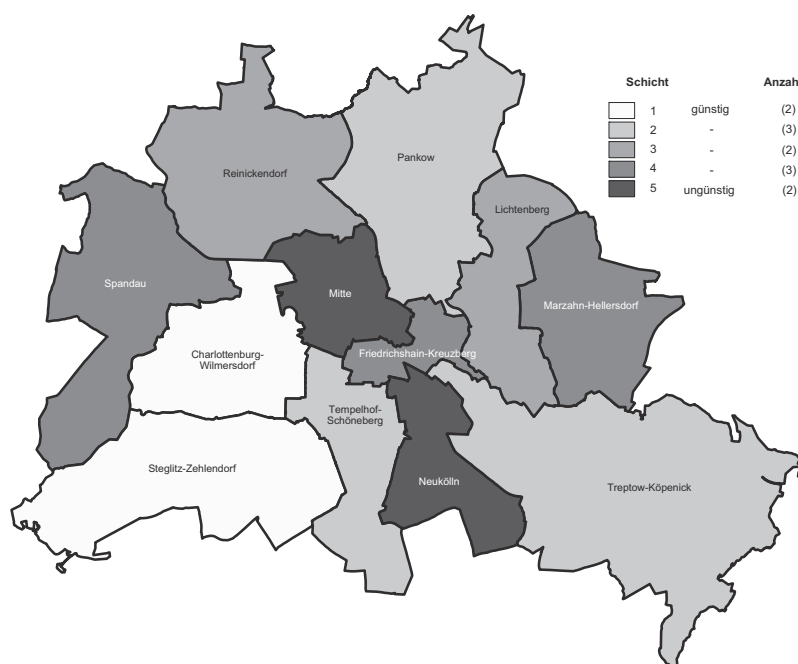 Schicht Anzah
1 günstig (2)
2 - (3)
3 - (2)
4 - (3)
5 ungünstig (2)
Pankow
Reinickendorf
Lichtenberg
Spandau
Mitte
Marzahn-Hellersdorf
Charlottenburg-
Wilmersdorf
Friedrichshain-Kreuzberg
Tempelhof-
Schöneberg
Steglitz-Zehlendorf
Neukölln
Treptow-Köpenick